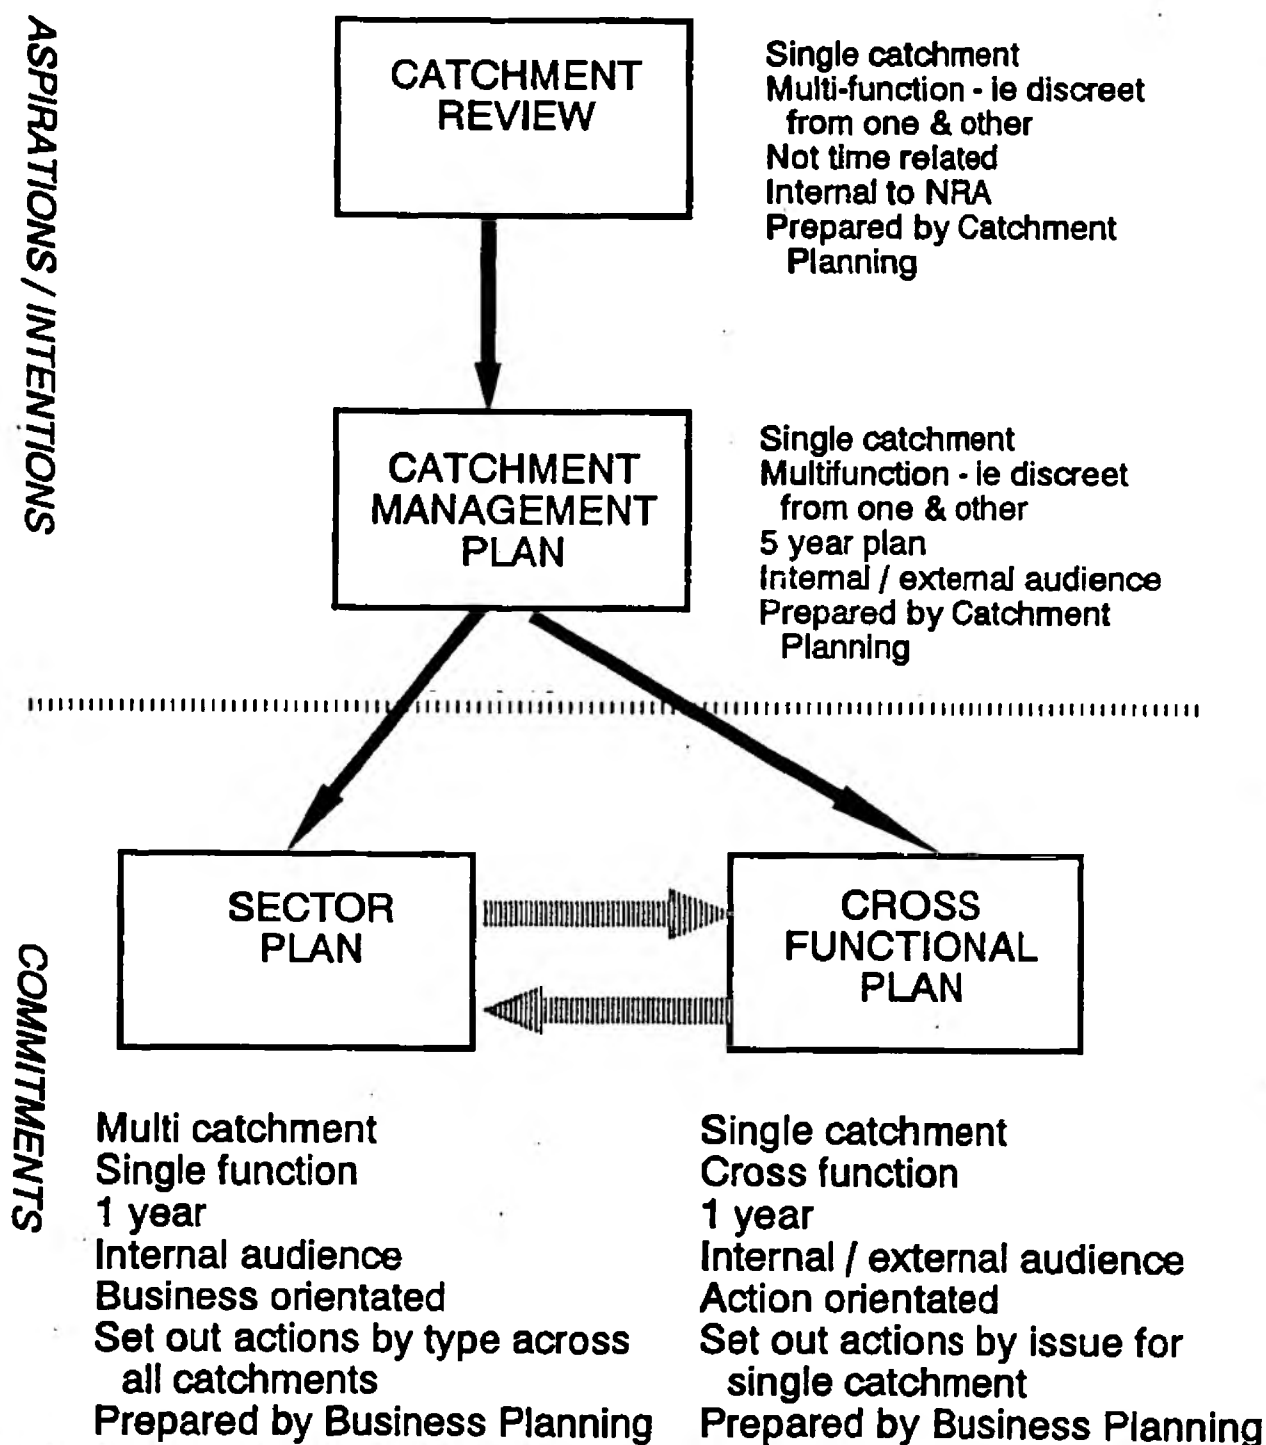 ASPIRATIONS / INTENTIONS
CATCHMENT
REVIEW
Single catchment
Multi-function - ie discreet
from one & other
Not time related
Internal to NRA
Prepared by Catchment
Planning
CATCHMENT
MANAGEMENT
PLAN
Single catchment
Multifunction - ie discreet
from one & other
5 year plan
Internal / external audience
Prepared by Catchment
Planning
COMMITMENTS
SECTOR
PLAN
CROSS
FUNCTIONAL
PLAN
Multi catchment
Single function
1 year
Internal audience
Business orientated
Set out actions by type across
all catchments
Prepared by Business Planning
Single catchment
Cross function
1 year
Internal / external audience
Action orientated
Set out actions by issue for
single catchment
Prepared by Business Planning